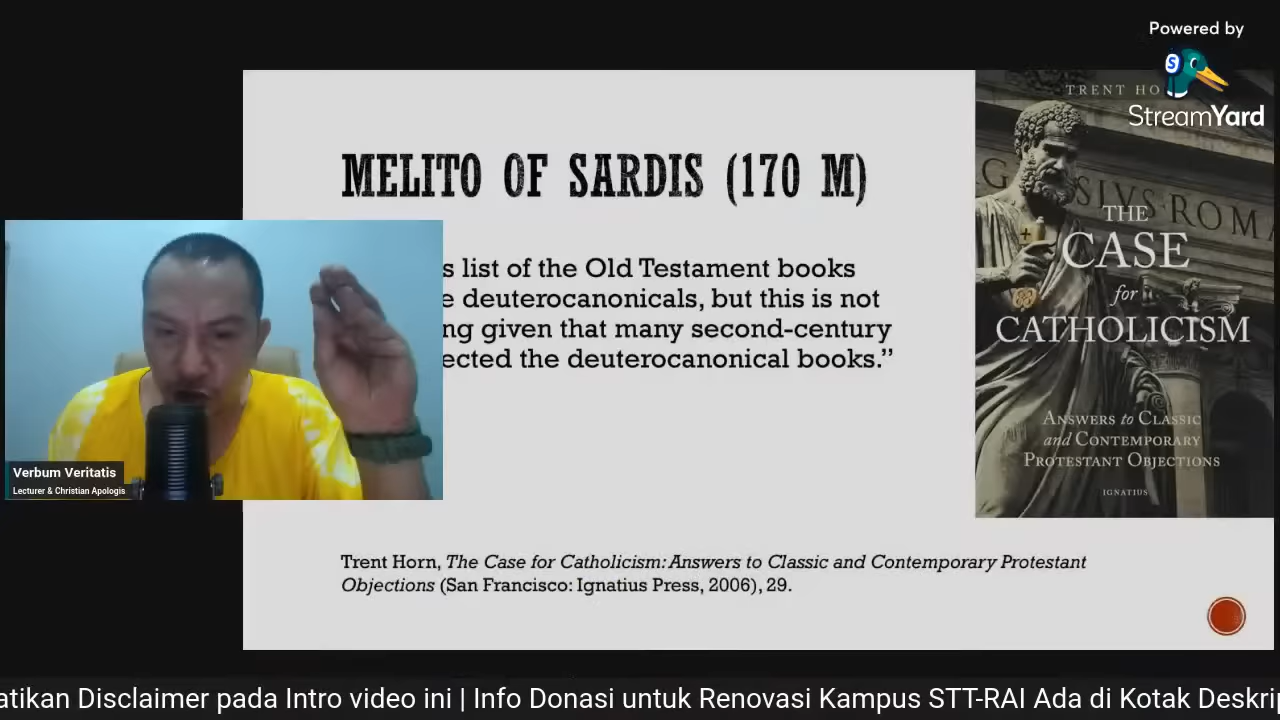 Powered by
StreamYard
MELITO OF SARDIS (170 M)
s list of the Old Testament books
e deuterocanonicals, but this is not
ng given that many second-century
ected the deuterocanonical books.”
Trent Horn, The Case for Catholicism: Answers to Classic and Contemporary Protestant
Objections (San Francisco: Ignatius Press, 2006), 29.
TRENT HO
THE
CASE
for
CATHOLICISM
ANSWERS to CLASSIC
and CONTEMPORARY
PROTESTANT OBJECTIONS
IGNATIUS
Verbum Veritatis
Lecturer & Christian Apologis
atikan Disclaimer pada Intro video ini | Info Donasi untuk Renovasi Kampus STT-RAI Ada di Kotak Deskrip